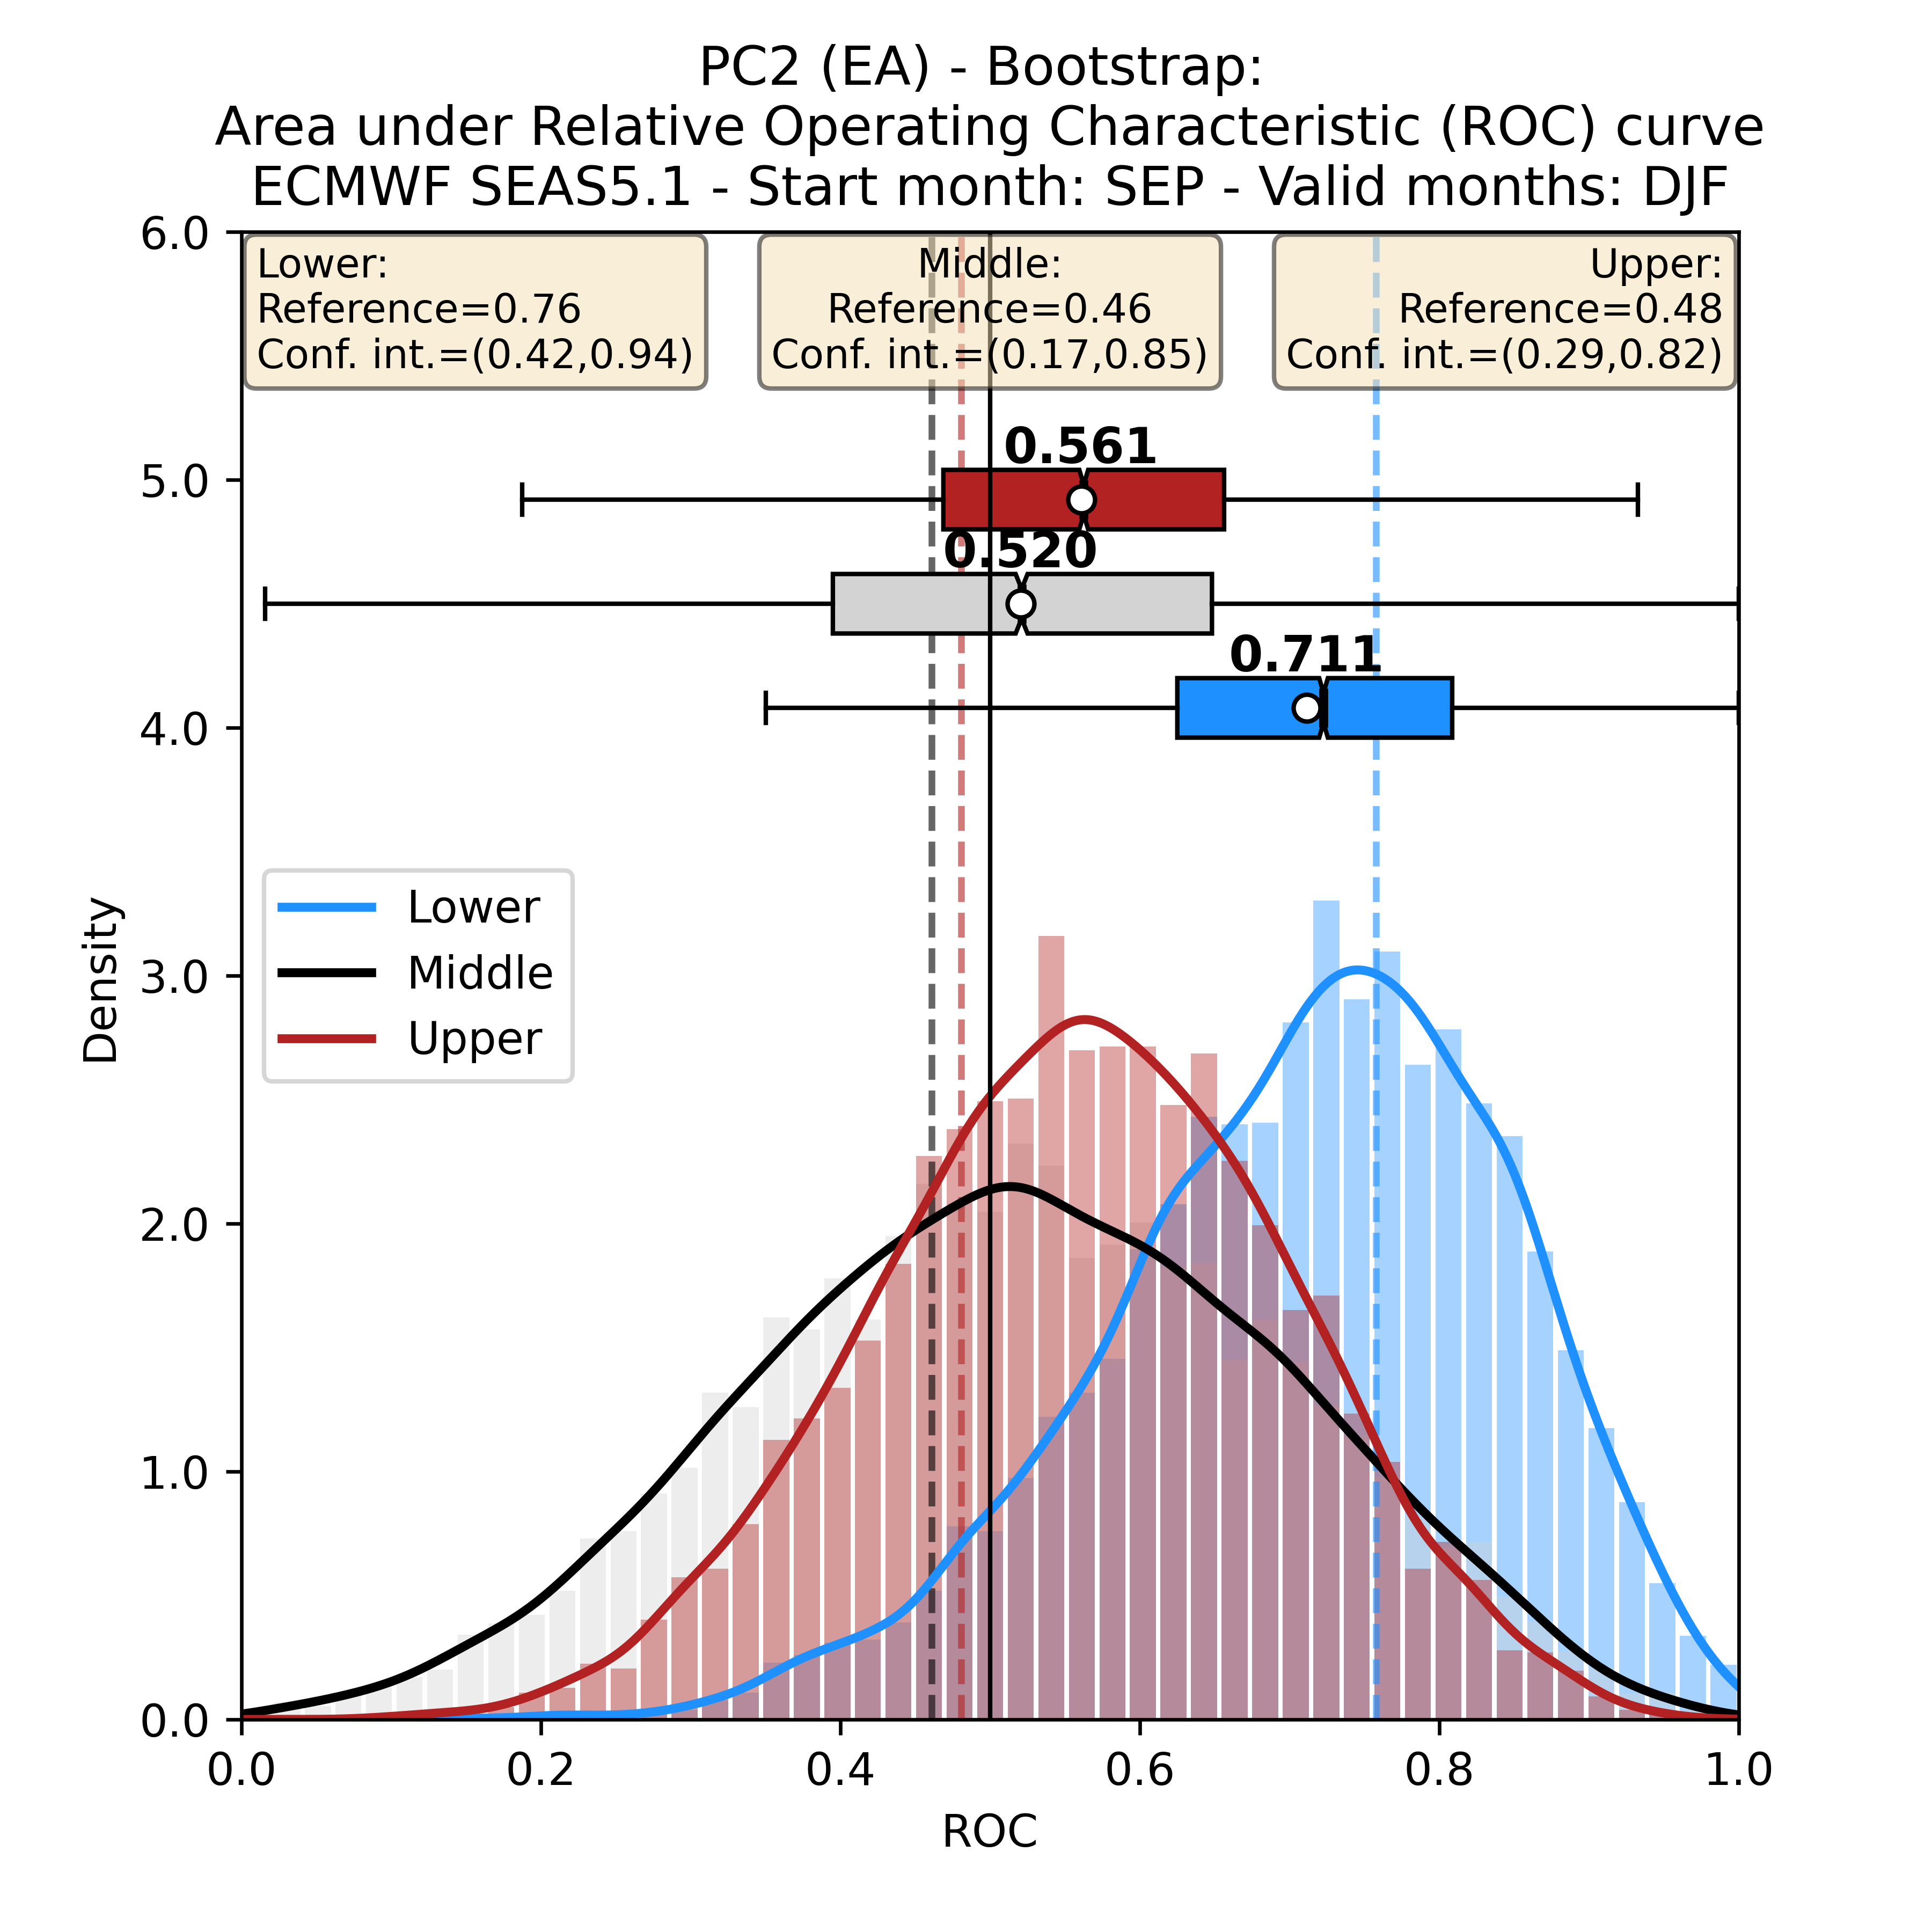 PC2 (EA) - Bootstrap:
Area under Relative Operating Characteristic (ROC) curve
ECMWF SEAS5.1 - Start month: SEP - Valid months: DJF
Lower:
Reference=0.76
Conf. int.=(0.42,0.94)
Middle:
Reference=0.46
Conf. int.=(0.17,0.85)
Upper:
Reference=0.48
Conf. int.=(0.29,0.82)
0.561
0.520
0.711
Lower
Middle
Upper
Density
6.0
5.0
4.0
3.0
2.0
1.0
0.0
0.0 0.2 0.4 0.6 0.8 1.0
ROC